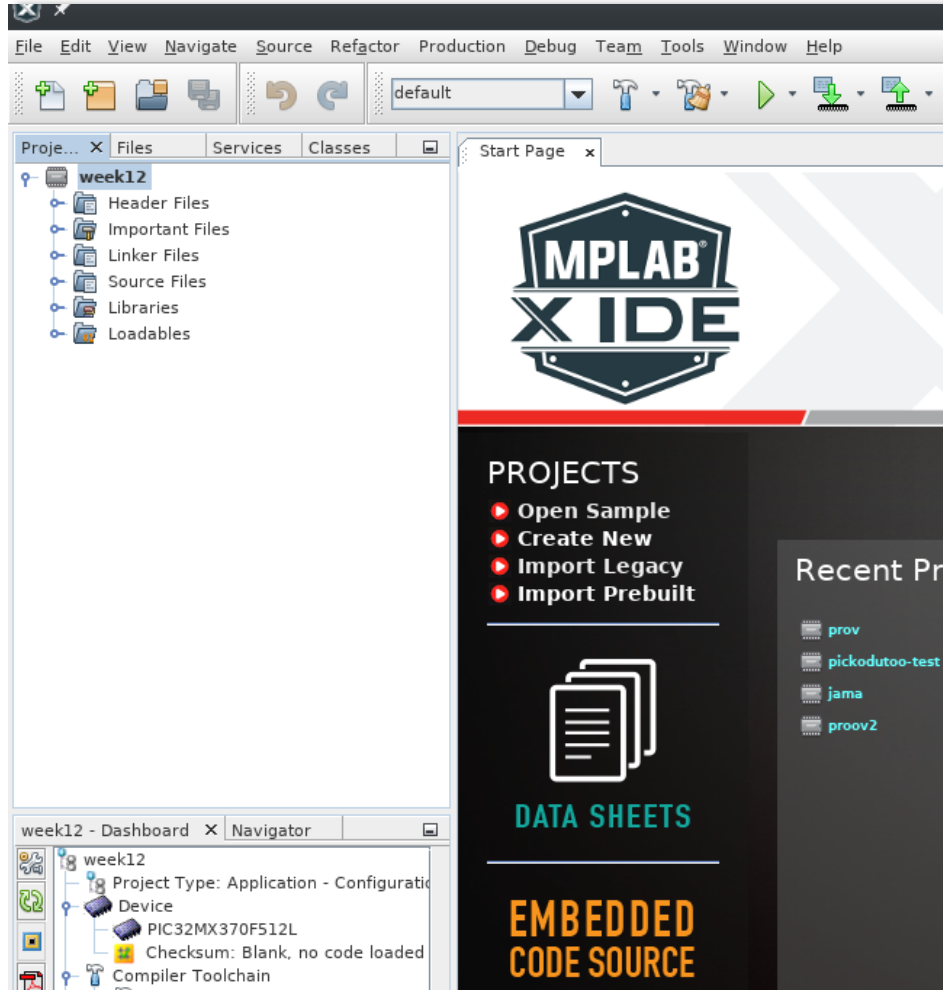 File Edit View Navigate Source Refactor Production Debug Team Tools Window Help
default
Proje... Files Services Classes
week12
Header Files
Important Files
Linker Files
Source Files
Libraries
Loadables
Start Page
MPLAB®
X IDE
PROJECTS
Open Sample
Create New
Import Legacy
Import Prebuilt
DATA SHEETS
EMBEDDED
CODE SOURCE
Recent Pr
prov
pickodutoo-test
jama
proov2
week12 - Dashboard Navigator
week12
Project Type: Application - Configuratio
Device
PIC32MX370F512L
Checksum: Blank, no code loaded
Compiler Toolchain